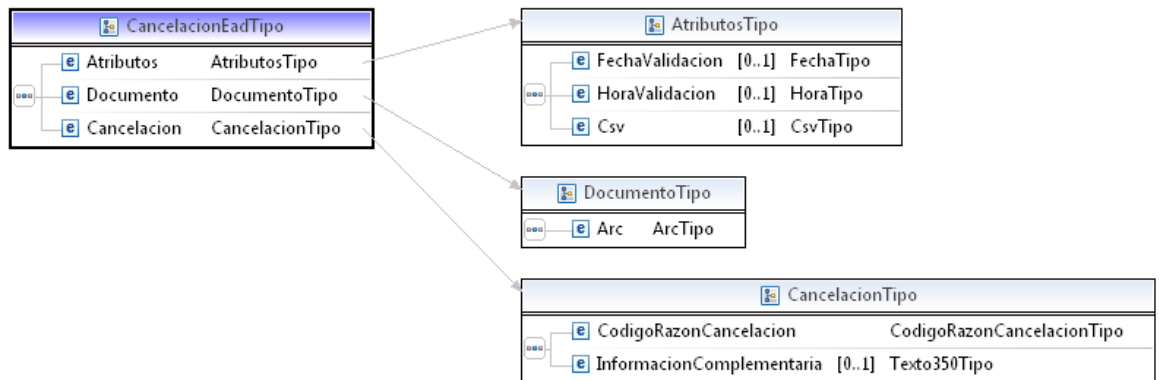 CancelacionEadTipo
Atributos AtributosTipo
Documento DocumentoTipo
Cancelacion CancelacionTipo
AtributosTipo
FechaValidacion [0..1] FechaTipo
HoraValidacion [0..1] HoraTipo
Csv [0..1] CsvTipo
DocumentoTipo
Arc ArcTipo
CancelacionTipo
CodigoRazonCancelacion CodigoRazonCancelacionTipo
InformacionComplementaria [0..1] Texto350Tipo